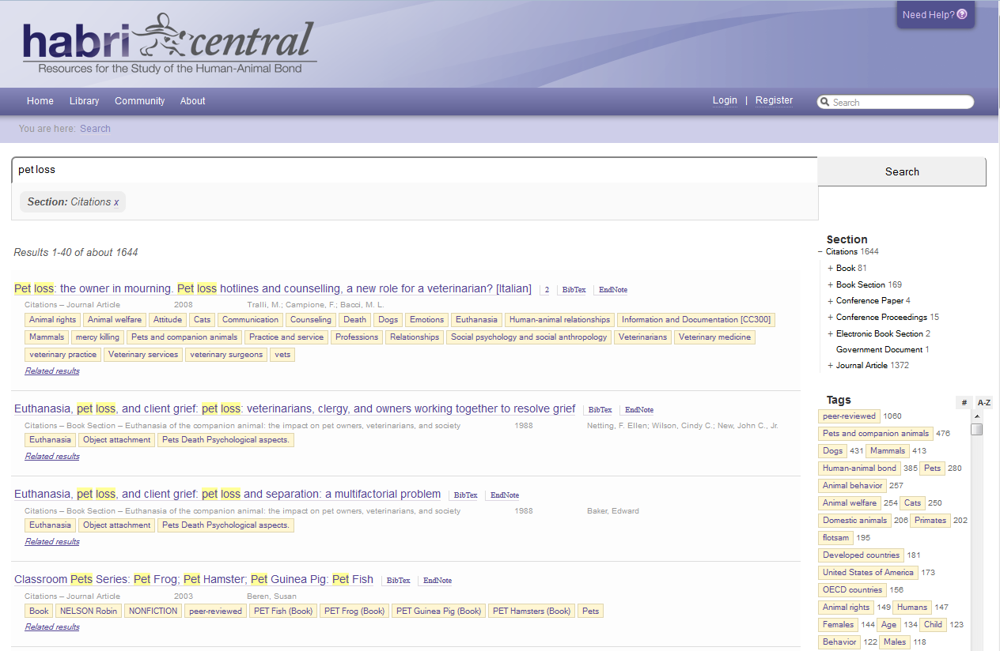 Need Help? ?
habri central
Resources for the Study of the Human-Animal Bond
Home Library Community About Login | Register Search
You are here: Search
pet loss Search
Section: Citations x
Results 1-40 of about 1644
Pet loss: the owner in mourning. Pet loss hotlines and counselling, a new role for a veterinarian? [Italian] 2 BibTex EndNote
Citations – Journal Article 2008 Tralli, M.; Campione, F.; Bacci, M. L.
Animal rights Animal welfare Attitude Cats Communication Counseling Death Dogs Emotions Euthanasia Human-animal relationships Information and Documentation [CC300]
Mammals mercy killing Pets and companion animals Practice and service Professions Relationships Social psychology and social anthropology Veterinarians Veterinary medicine
veterinary practice Veterinary services veterinary surgeons vets
Related results
Euthanasia, pet loss, and client grief: pet loss: veterinarians, clergy, and owners working together to resolve grief BibTex EndNote
Citations – Book Section – Euthanasia of the companion animal: the impact on pet owners, veterinarians, and society 1988 Netting, F. Ellen; Wilson, Cindy C.; New, John C., Jr.
Euthanasia Object attachment Pets Death Psychological aspects.
Related results
Euthanasia, pet loss, and client grief: pet loss and separation: a multifactorial problem BibTex EndNote
Citations – Book Section – Euthanasia of the companion animal: the impact on pet owners, veterinarians, and society 1988 Baker, Edward
Euthanasia Object attachment Pets Death Psychological aspects.
Related results
Classroom Pets Series: Pet Frog; Pet Hamster; Pet Guinea Pig: Pet Fish BibTex EndNote
Citations – Journal Article 2003 Beren, Susan
Book NELSON Robin NONFICTION peer-reviewed PET Fish (Book) PET Frog (Book) PET Guinea Pig (Book) PET Hamsters (Book) Pets
Related results
Section
− Citations 1644
+ Book 81
+ Book Section 169
+ Conference Paper 4
+ Conference Proceedings 15
+ Electronic Book Section 2
Government Document 1
+ Journal Article 1372
Tags # A-Z
peer-reviewed 1060
Pets and companion animals 476
Dogs 431 Mammals 413
Human-animal bond 385 Pets 280
Animal behavior 257
Animal welfare 254 Cats 250
Domestic animals 206 Primates 202
flotsam 195
Developed countries 181
United States of America 173
OECD countries 156
Animal rights 149 Humans 147
Females 144 Age 134 Child 123
Behavior 122 Males 118